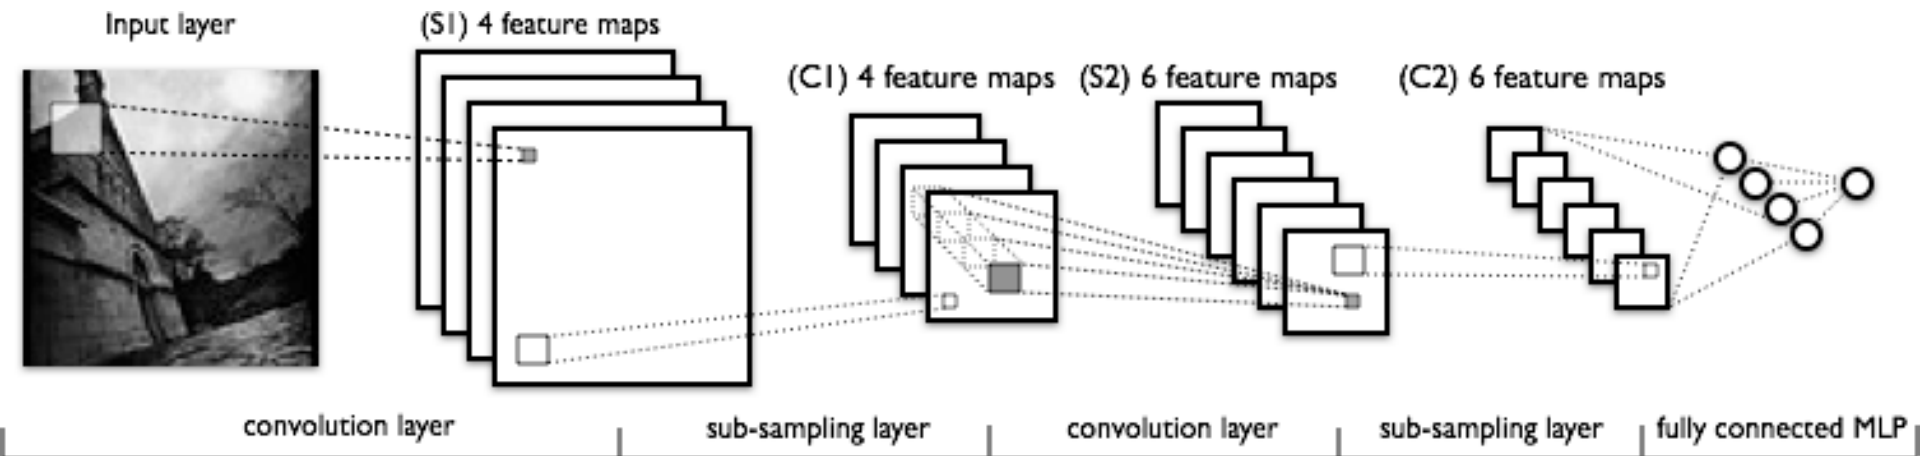 Input layer
(S1) 4 feature maps
(C1) 4 feature maps
(S2) 6 feature maps
(C2) 6 feature maps
convolution layer
sub-sampling layer
convolution layer
sub-sampling layer
fully connected MLP